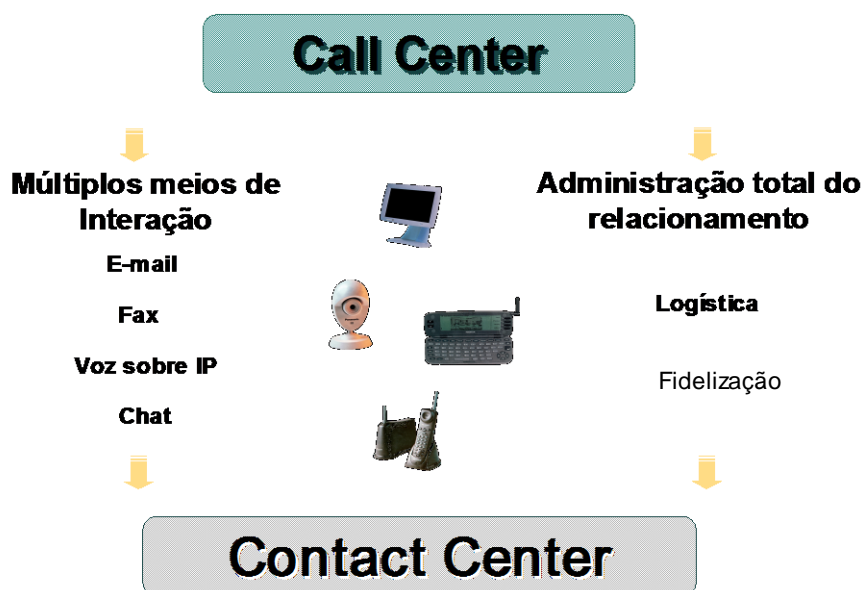 Call Center
Múltiplos meios de
Interação
E-mail
Fax
Voz sobre IP
Chat
Administração total do
relacionamento
Logística
Fidelização
Contact Center